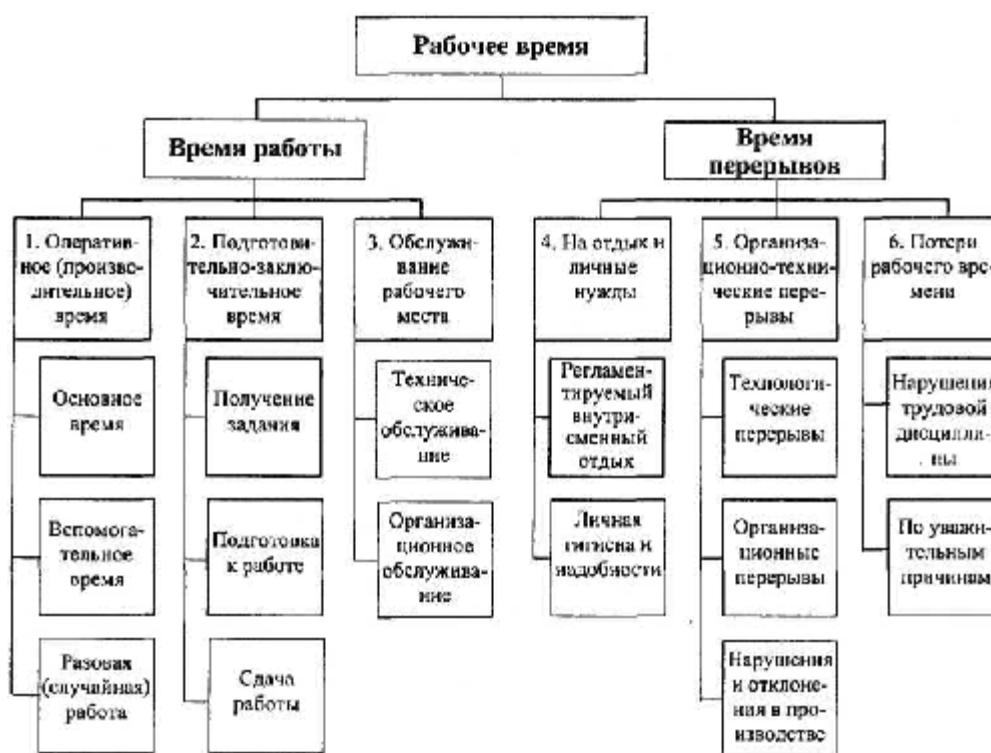 Рабочее время
Время работы
Время
перерывов
1. Оператив-
ное (произво-
дительное)
время
2. Подготови-
тельно-заклю-
чительное
время
3. Обслужи-
вание
рабочего
места
4. На отдых и
личные
нужды
5. Организа-
ционно-техни-
ческие пере-
рывы
6. Потери
рабочего вре-
мени
Основное
время
Получение
задания
Техниче-
ское
обслужива-
ние
Регламен-
тируемый
внутри-
сменный
отдых
Технологи-
ческие
перерывы
Нарушения
трудовой
дисципли-
ны
Вспомога-
тельное
время
Подготовка
к работе
Организа-
ционное
обслужива-
ние
Личная
гигиена и
надобности
Организа-
ционные
перерывы
По уважи-
тельным
причинам
Разовая
(случайная)
работа
Сдача
работы
Нарушения
и отклоне-
ния в про-
изводстве